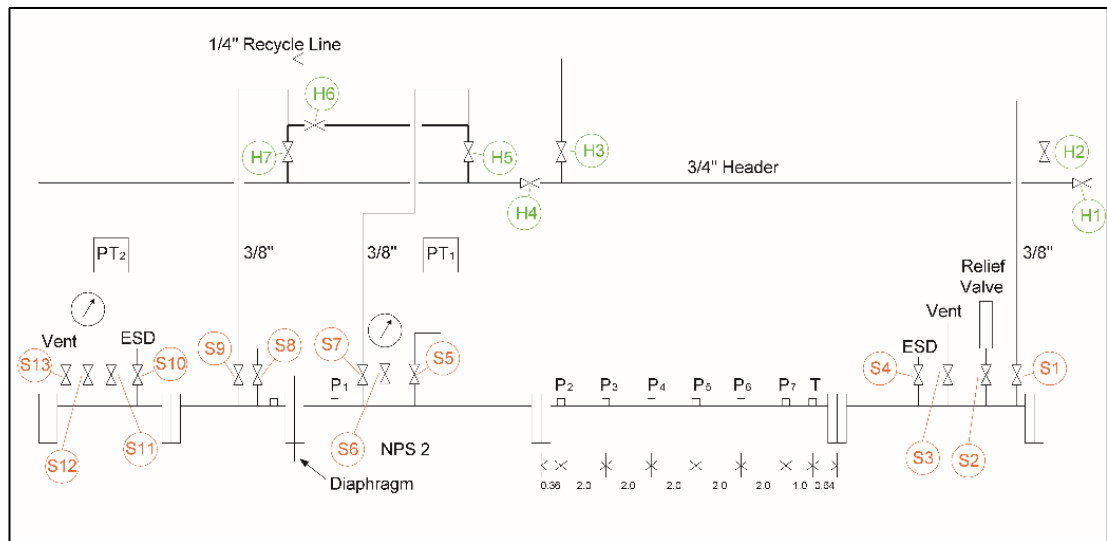 1/4" Recycle Line
H6
H7
H5
H3
H2
3/4" Header
H4
H1
PT2
3/8"
3/8"
PT1
3/8"
Relief
Valve
Vent
ESD
Vent
ESD
S13
S10
S9
S8
S7
S5
S4
S1
P1
P2
P3
P4
P5
P6
P7
T
S12
S11
S6
NPS 2
S3
S2
Diaphragm
0.36 2.0 2.0 2.0 2.0 2.0 1.0 0.64